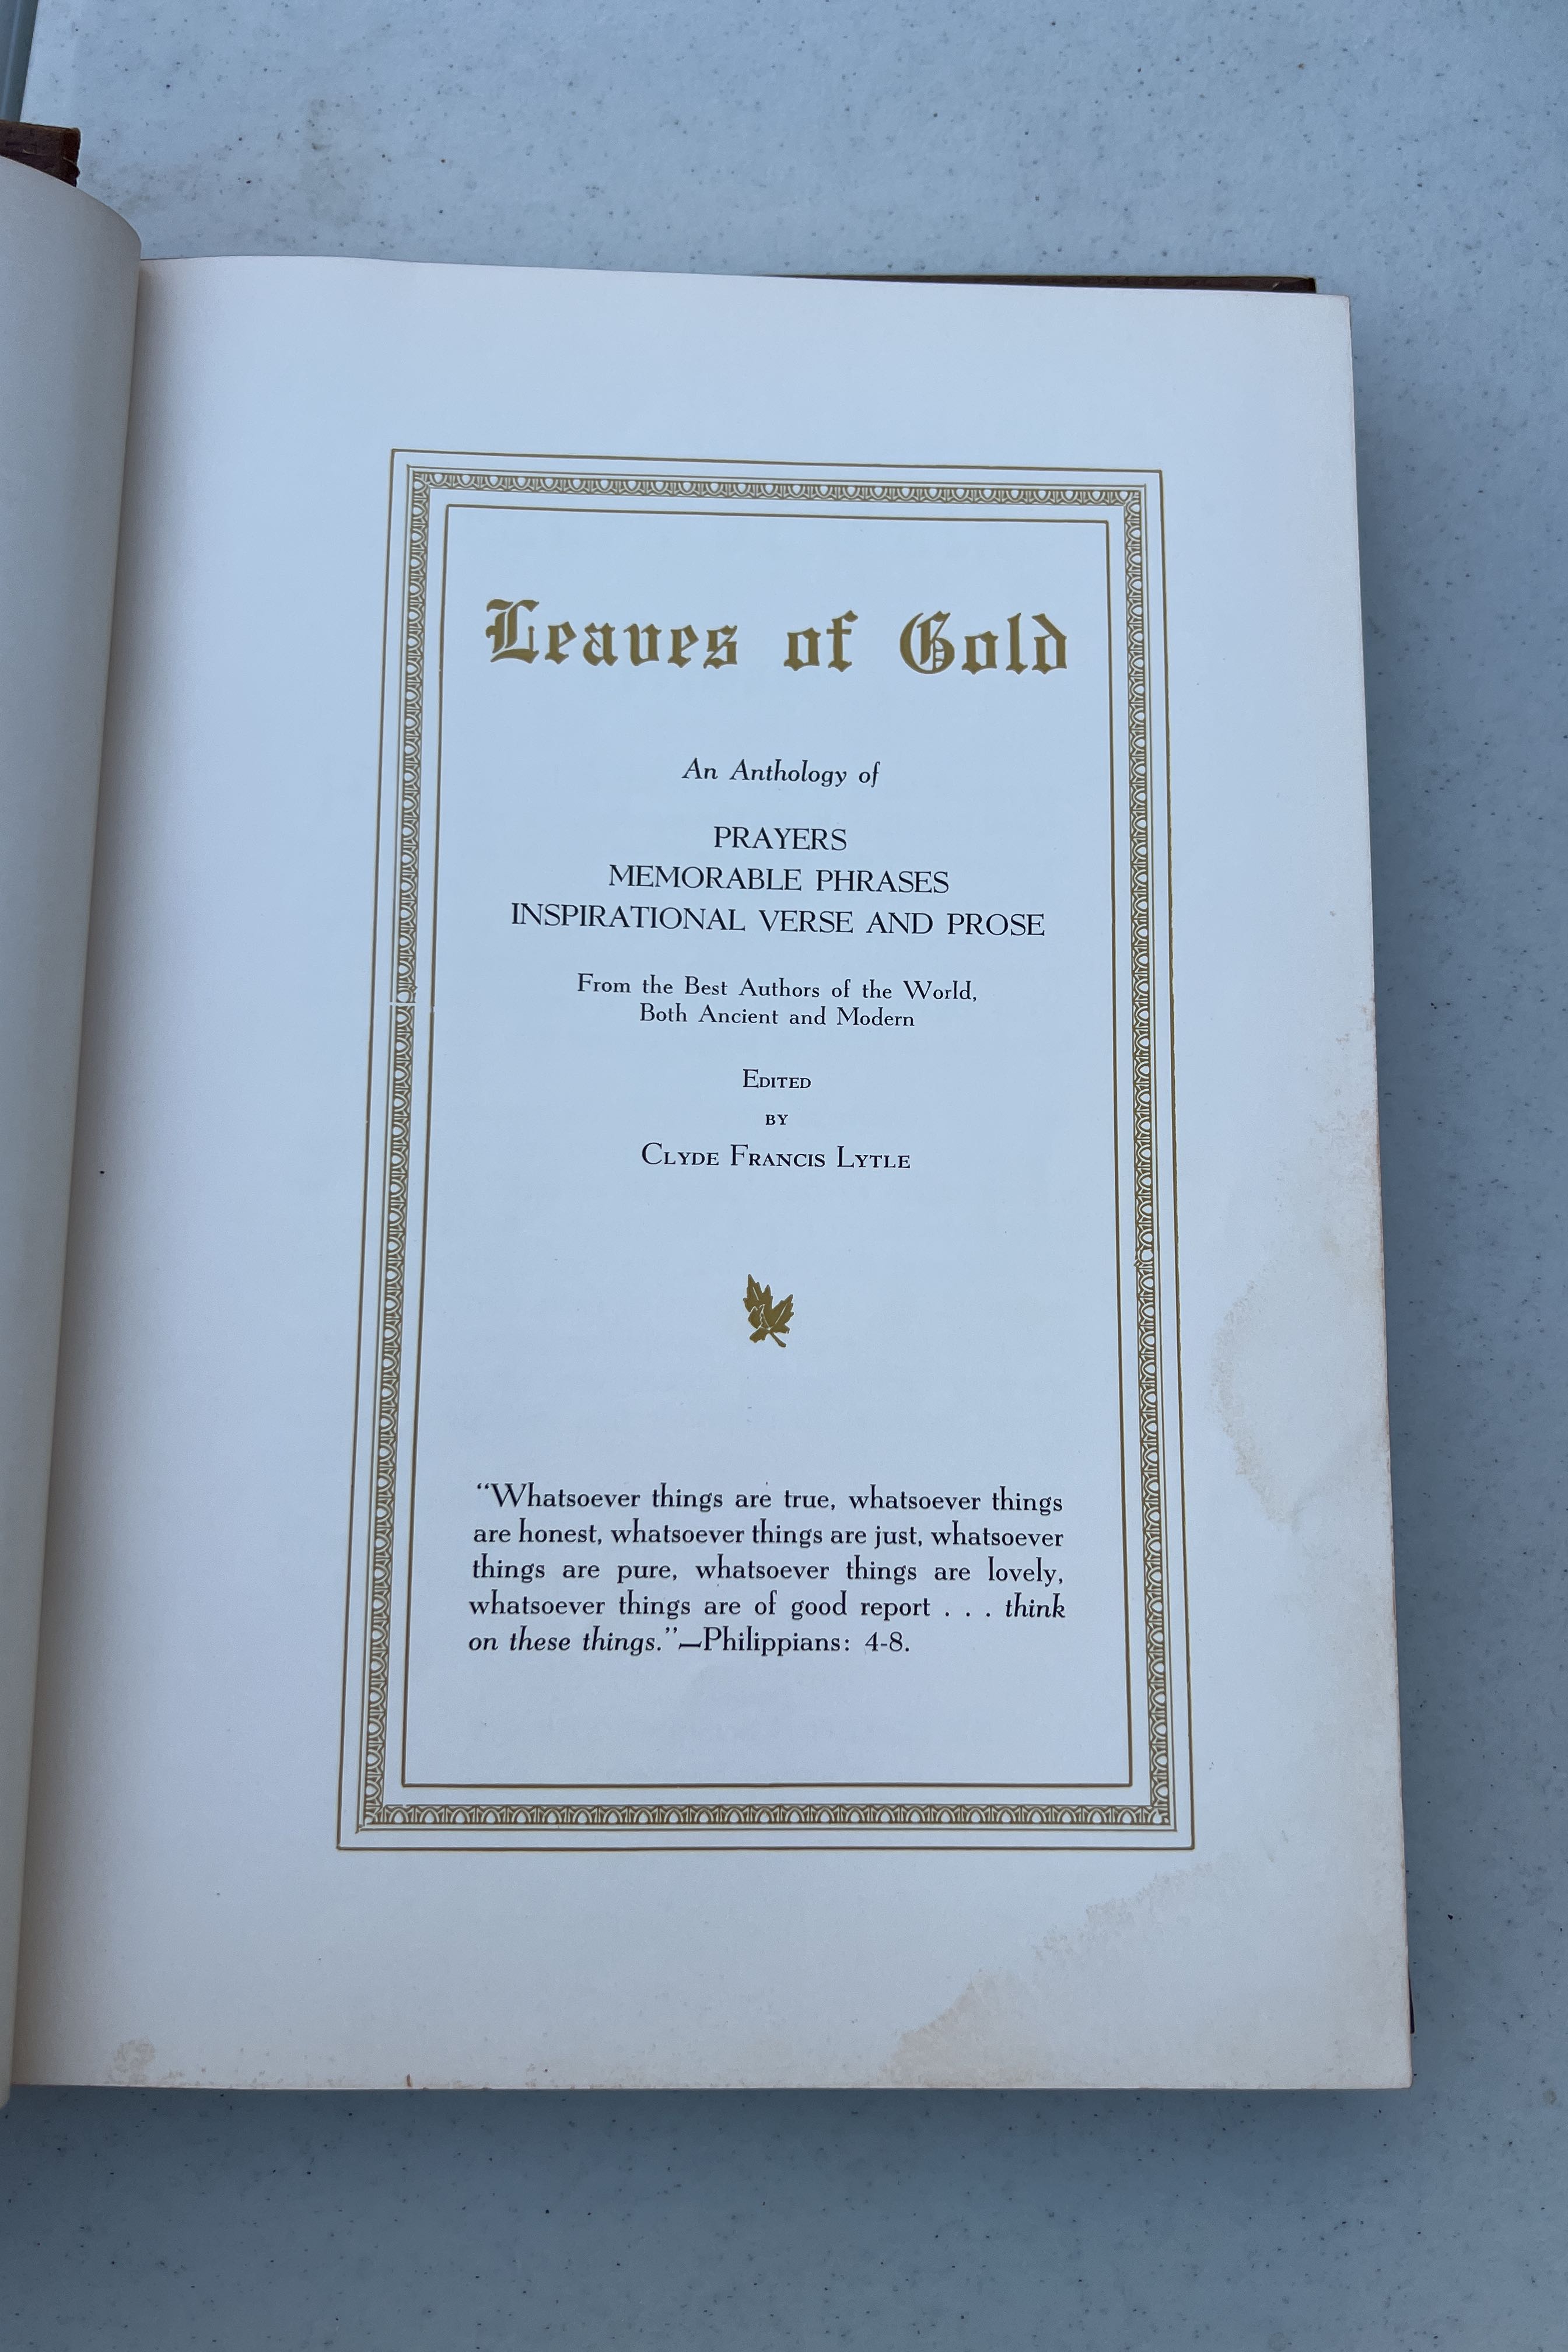 Leaves of Gold
An Anthology of
PRAYERS
MEMORABLE PHRASES
INSPIRATIONAL VERSE AND PROSE
From the Best Authors of the World,
Both Ancient and Modern
EDITED
BY
CLYDE FRANCIS LYTLE
“Whatsoever things are true, whatsoever things
are honest, whatsoever things are just, whatsoever
things are pure, whatsoever things are lovely,
whatsoever things are of good report . . . think
on these things.”—Philippians: 4-8.